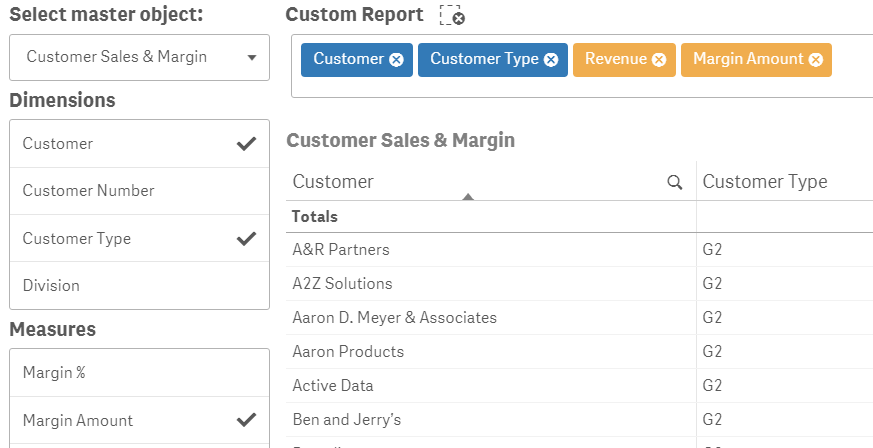 Select master object:
Customer Sales & Margin
Dimensions
Customer
Customer Number
Customer Type
Division
Measures
Margin %
Margin Amount
Custom Report
Customer Customer Type Revenue Margin Amount
Customer Sales & Margin
Customer Customer Type
Totals
A&R Partners G2
A2Z Solutions G2
Aaron D. Meyer & Associates G2
Aaron Products G2
Active Data G2
Ben and Jerry's G2